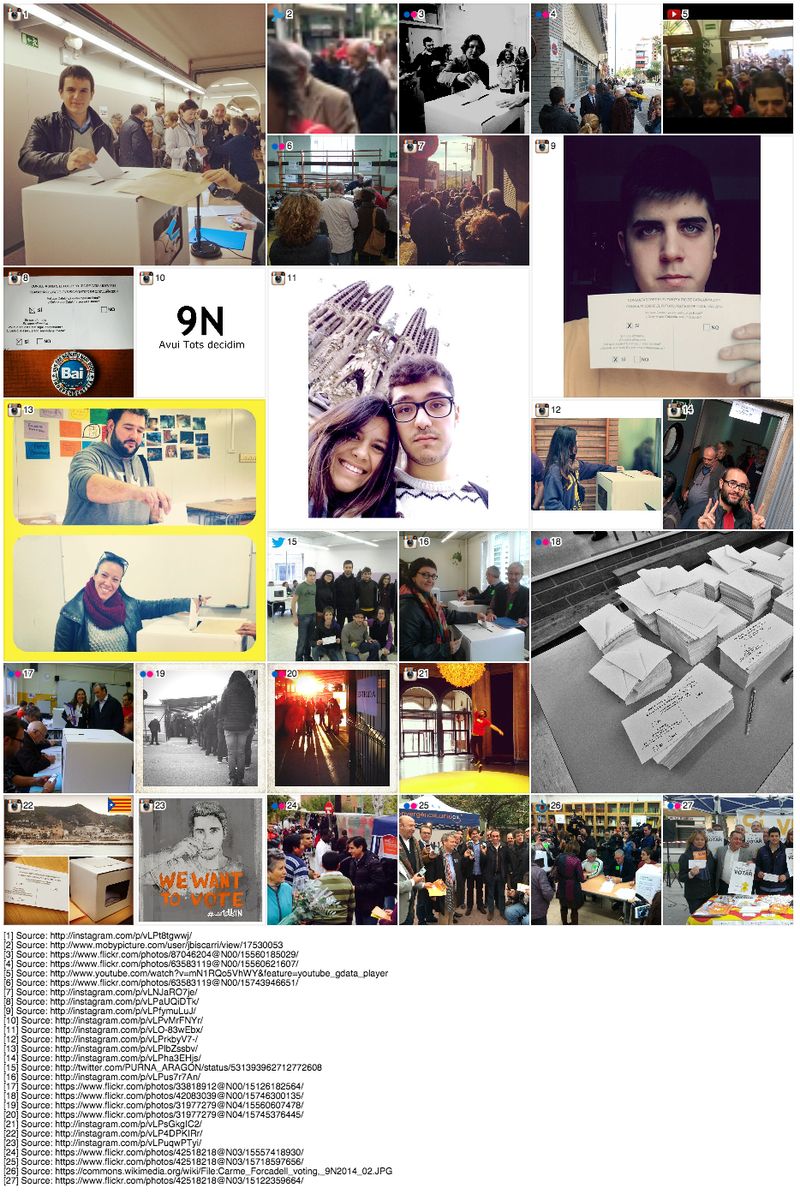 1
2
3
4
5
6
7
9
8
SÍ
NO
SÍ
NO
Bai
10
9N
Avui Tots decidim
11
X SÍ
NO
X SÍ
NO
13
12
14
15
16
18
17
19
20
21
22
23
WE WANT
TO VOTE
24
25
26
27
VOTAR
[1] Source: http://instagram.com/p/vLPt8tgwwj/
[2] Source: http://www.mobypicture.com/user/jbiscarri/view/17530053
[3] Source: https://www.flickr.com/photos/87046204@N00/15560185029/
[4] Source: https://www.flickr.com/photos/63583119@N00/15560621607/
[5] Source: http://www.youtube.com/watch?v=mN1RQo5VhWY&feature=youtube_gdata_player
[6] Source: https://www.flickr.com/photos/63583119@N00/15743946651/
[7] Source: http://instagram.com/p/vLNJaRO7je/
[8] Source: http://instagram.com/p/vLPaUQiDTk/
[9] Source: http://instagram.com/p/vLPfymuLuJ/
[10] Source: http://instagram.com/p/vLPvMrFNYr/
[11] Source: http://instagram.com/p/vLO-83wEbx/
[12] Source: http://instagram.com/p/vLPrkbyV7-/
[13] Source: http://instagram.com/p/vLPlbZssbv/
[14] Source: http://instagram.com/p/vLPha3EHjs/
[15] Source: http://twitter.com/PURNA_ARAGON/status/531393962712772608
[16] Source: http://instagram.com/p/vLPus7r7An/
[17] Source: https://www.flickr.com/photos/33818912@N00/15126182564/
[18] Source: https://www.flickr.com/photos/42083039@N00/15746300135/
[19] Source: https://www.flickr.com/photos/31977279@N04/15560607478/
[20] Source: https://www.flickr.com/photos/31977279@N04/15745376445/
[21] Source: http://instagram.com/p/vLPsGkgIC2/
[22] Source: http://instagram.com/p/vLP4DPKIRr/
[23] Source: http://instagram.com/p/vLPuqwPTyi/
[24] Source: https://www.flickr.com/photos/42518218@N03/15557418930/
[25] Source: https://www.flickr.com/photos/42518218@N03/15718597656/
[26] Source: https://commons.wikimedia.org/wiki/File:Carme_Forcadell_voting,_9N2014_02.JPG
[27] Source: https://www.flickr.com/photos/42518218@N03/15122359664/